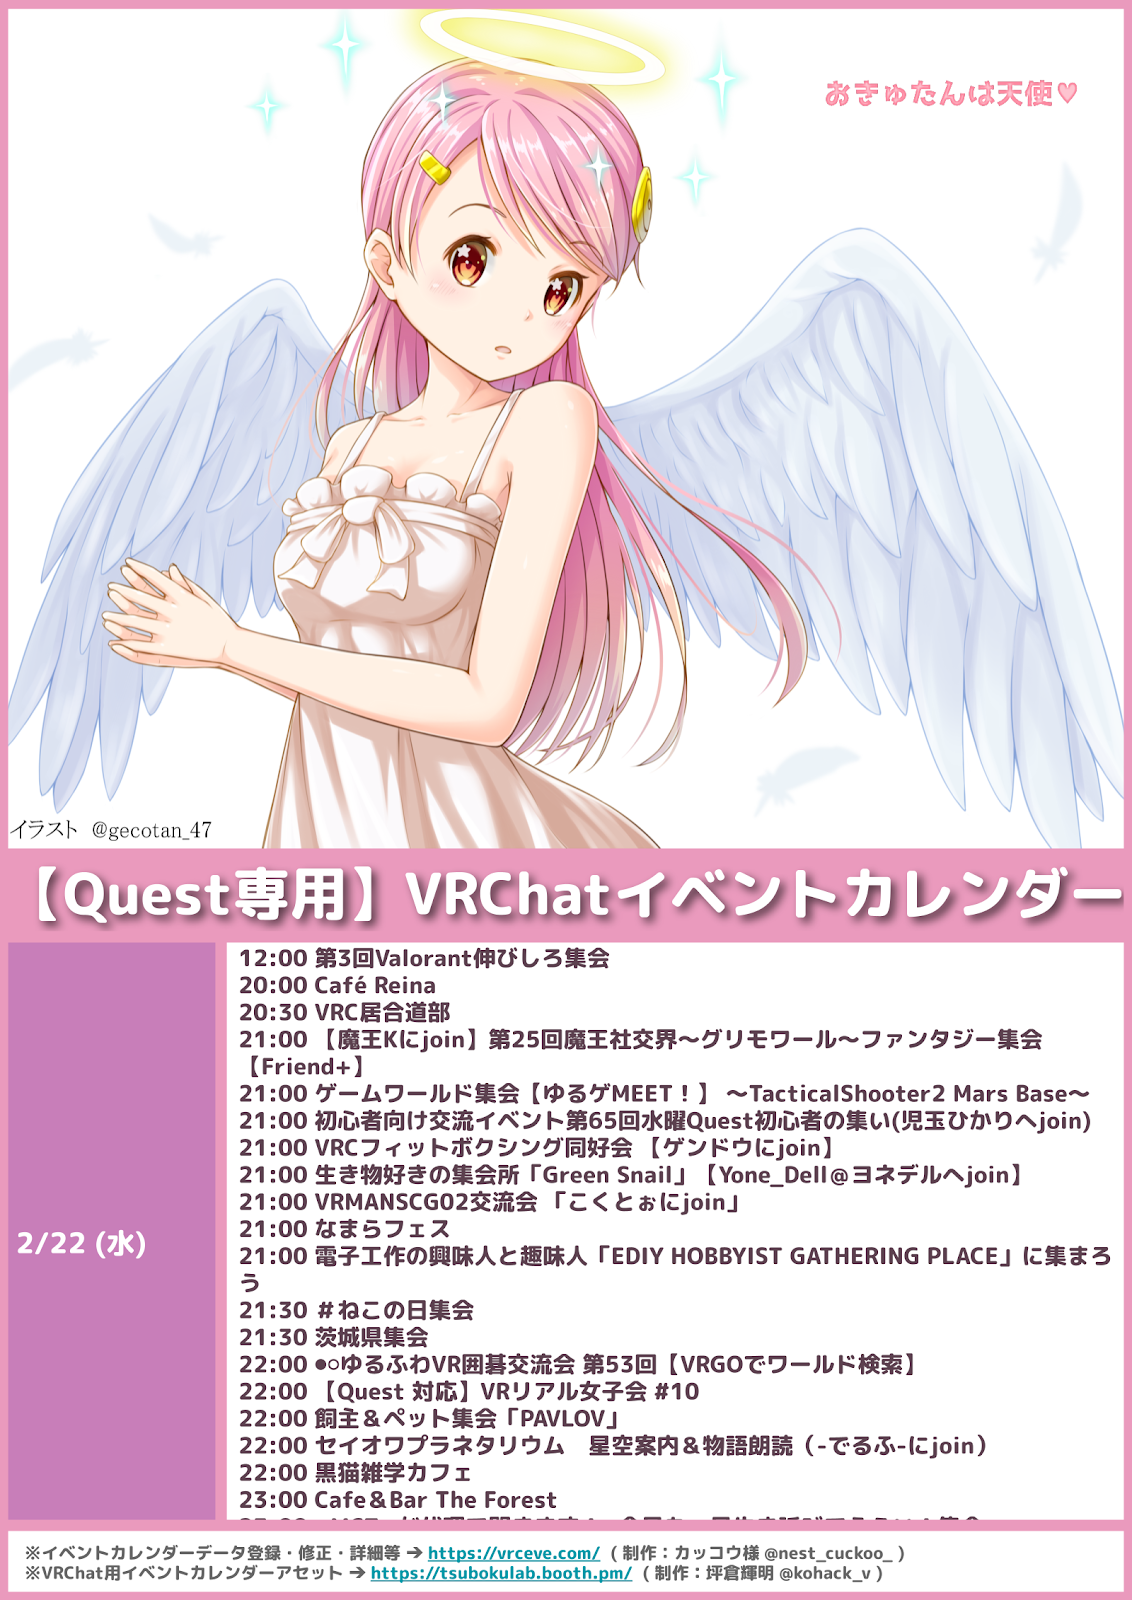 おきゅたんは天使♥
イラスト @gecotan_47
【Quest専用】VRChatイベントカレンダー
2/22 (水)
12:00 第3回Valorant伸びしろ集会
20:00 Café Reina
20:30 VRC居合道部
21:00 【魔王Kにjoin】第25回魔王社交界～グリモワール～ファンタジー集会
【Friend+】
21:00 ゲームワールド集会【ゆるゲMEET！】 ～TacticalShooter2 Mars Base～
21:00 初心者向け交流イベント第65回水曜Quest初心者の集い(児玉ひかりへjoin)
21:00 VRCフィットボクシング同好会 【ゲンドウにjoin】
21:00 生き物好きの集会所「Green Snail」【Yone_Dell@ヨネデルへjoin】
21:00 VRMANSCG02交流会 「こくとぉにjoin」
21:00 なまらフェス
21:00 電子工作の興味人と趣味人「EDIY HOBBYIST GATHERING PLACE」に集まろ
う
21:30 ＃ねこの日集会
21:30 茨城県集会
22:00 ●○ゆるふわVR囲碁交流会 第53回【VRGOでワールド検索】
22:00 【Quest 対応】VRリアル女子会 #10
22:00 飼主＆ペット集会「PAVLOV」
22:00 セイオワプラネタリウム　星空案内＆物語朗読（-でるふ-にjoin）
22:00 黒猫雑学カフェ
23:00 Cafe＆Bar The Forest
※イベントカレンダーデータ登録・修正・詳細等 ➔ https://vrceve.com/ （ 制作：カッコウ様 @nest_cuckoo_ ）
※VRChat用イベントカレンダーアセット ➔ https://tsubokulab.booth.pm/ （ 制作：坪倉輝明 @kohack_v ）